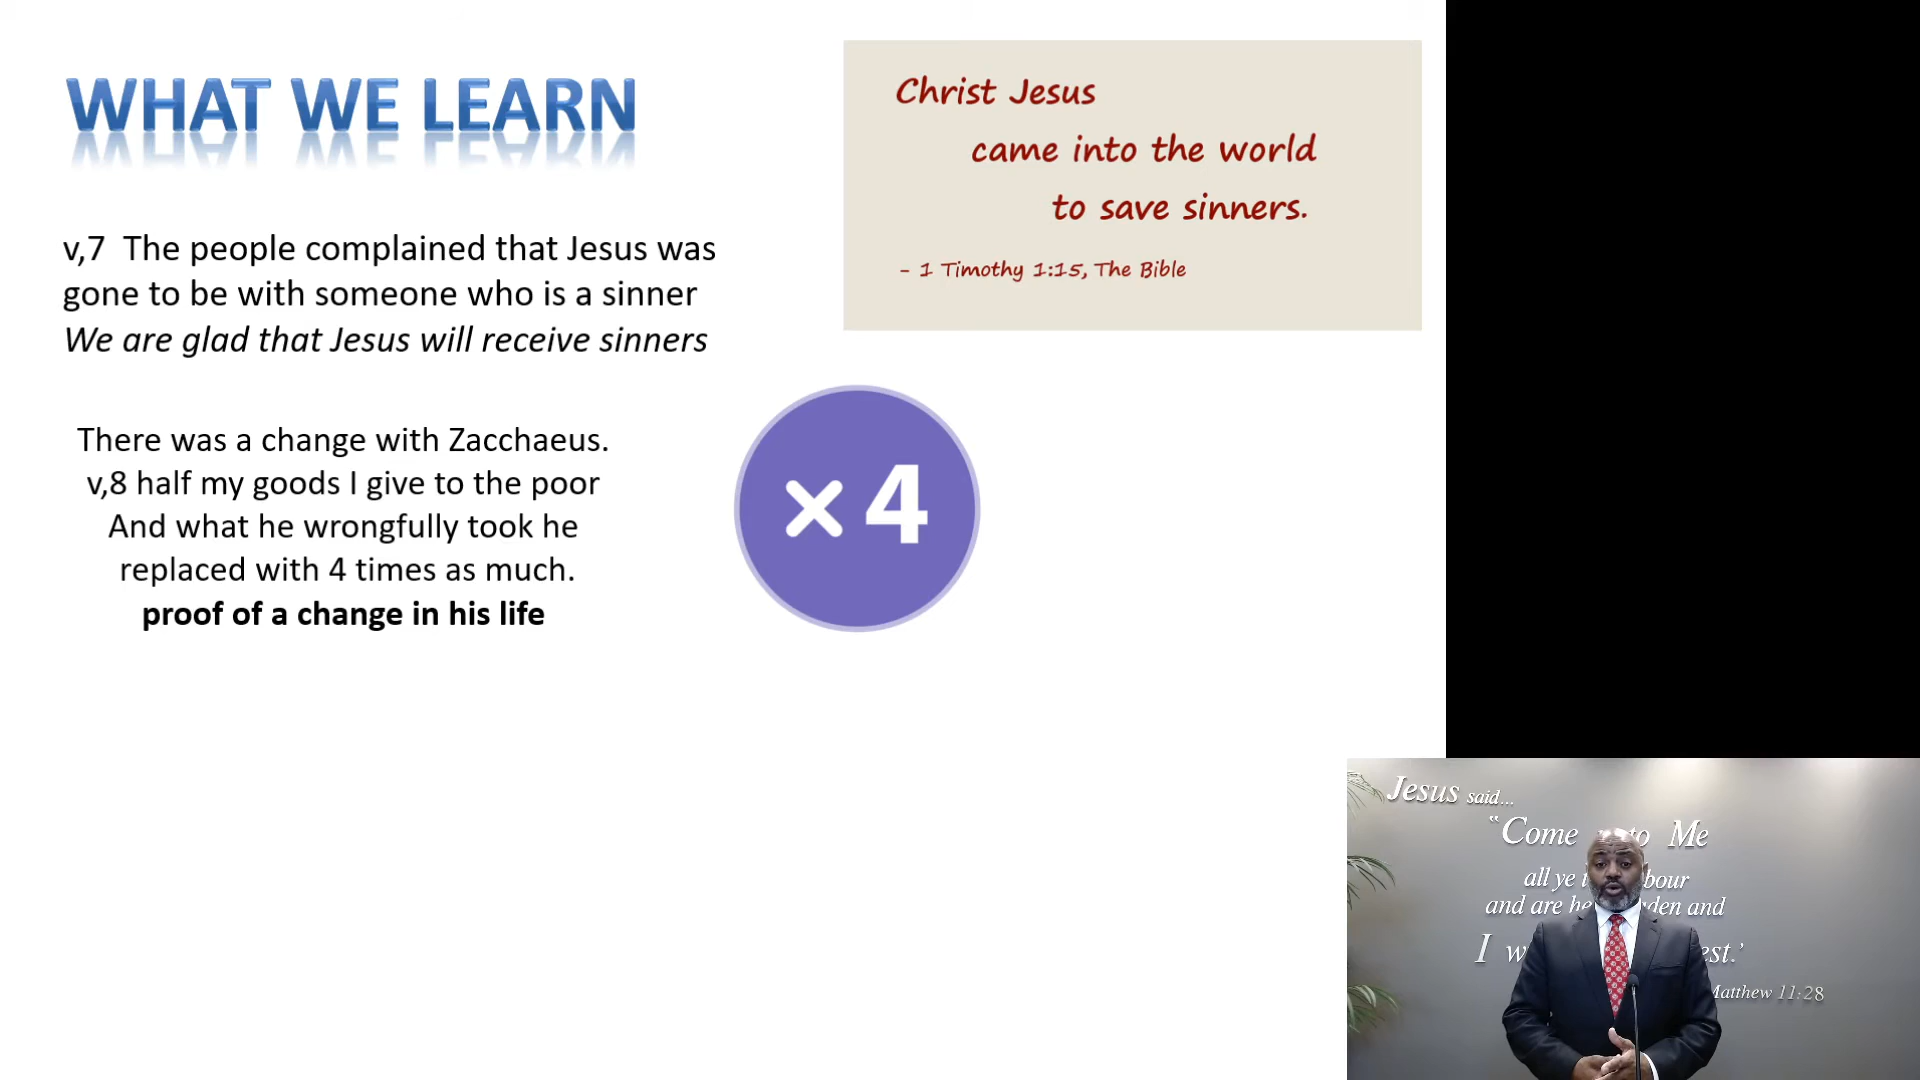 WHAT WE LEARN
v,7 The people complained that Jesus was
gone to be with someone who is a sinner
We are glad that Jesus will receive sinners
There was a change with Zacchaeus.
v,8 half my goods I give to the poor
And what he wrongfully took he
replaced with 4 times as much.
proof of a change in his life
Christ Jesus
came into the world
to save sinners.
- 1 Timothy 1:15, The Bible
×4
Jesus said...
"Come to Me
all ye bour
and are he den and
I w est.'
Matthew 11:28